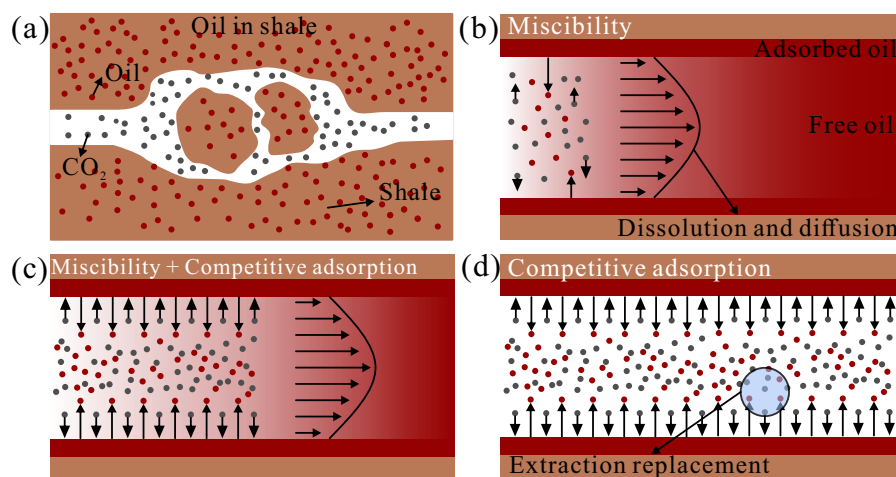 (a)
Oil in shale
Oil
CO₂
Shale
(b)
Miscibility
Adsorbed oil
Free oil
Dissolution and diffusion
(c)
Miscibility + Competitive adsorption
(d)
Competitive adsorption
Extraction replacement